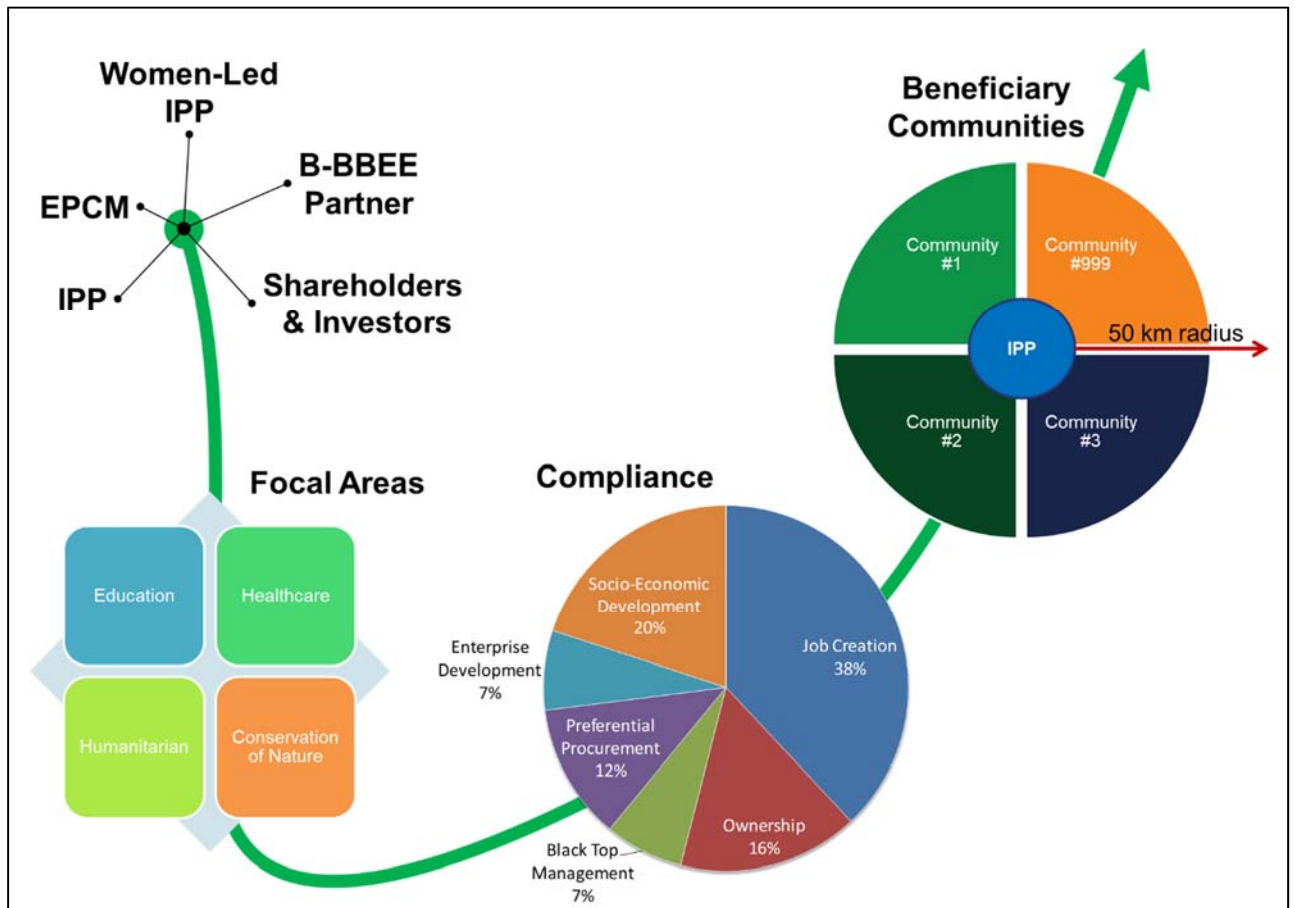 Women-Led
IPP
B-BBEE
Partner
EPCM
IPP
Shareholders
& Investors
Focal Areas
Education
Healthcare
Humanitarian
Conservation
of Nature
Compliance
Socio-Economic
Development
20%
Job Creation
38%
Enterprise
Development
7%
Preferential
Procurement
12%
Ownership
16%
Black Top
Management
7%
Beneficiary
Communities
Community
#1
Community
#999
50 km radius
IPP
Community
#2
Community
#3